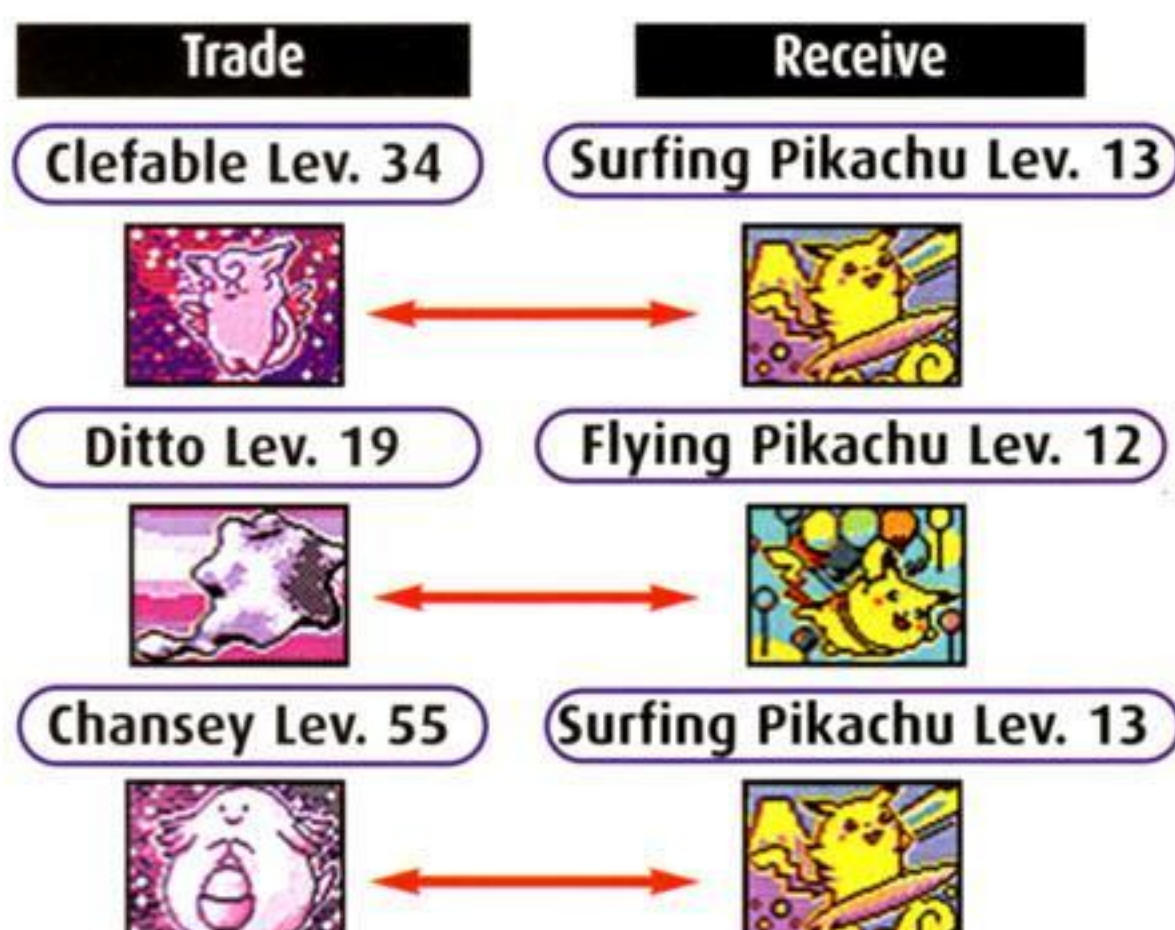 Trade
Receive
Clefable Lev. 34
Surfing Pikachu Lev. 13
Ditto Lev. 19
Flying Pikachu Lev. 12
Chansey Lev. 55
Surfing Pikachu Lev. 13